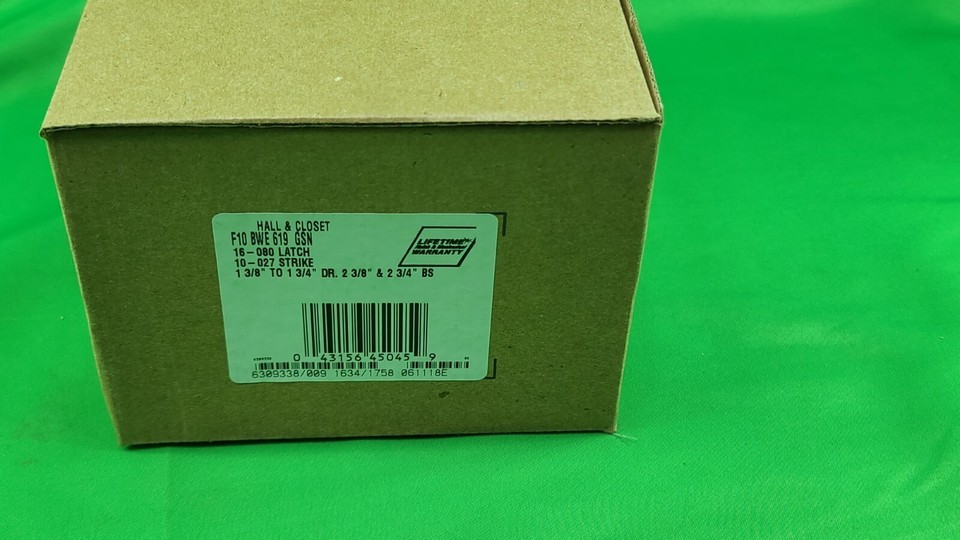 HALL & CLOSET
F10 BWE 619 GSN
16-080 LATCH
10-027 STRIKE
1 3/8" TO 1 3/4" DR. 2 3/8" & 2 3/4" BS
LIFETIME
WARRANTY
0 43156 45045 9
6309338/009 1634/1758 061118E